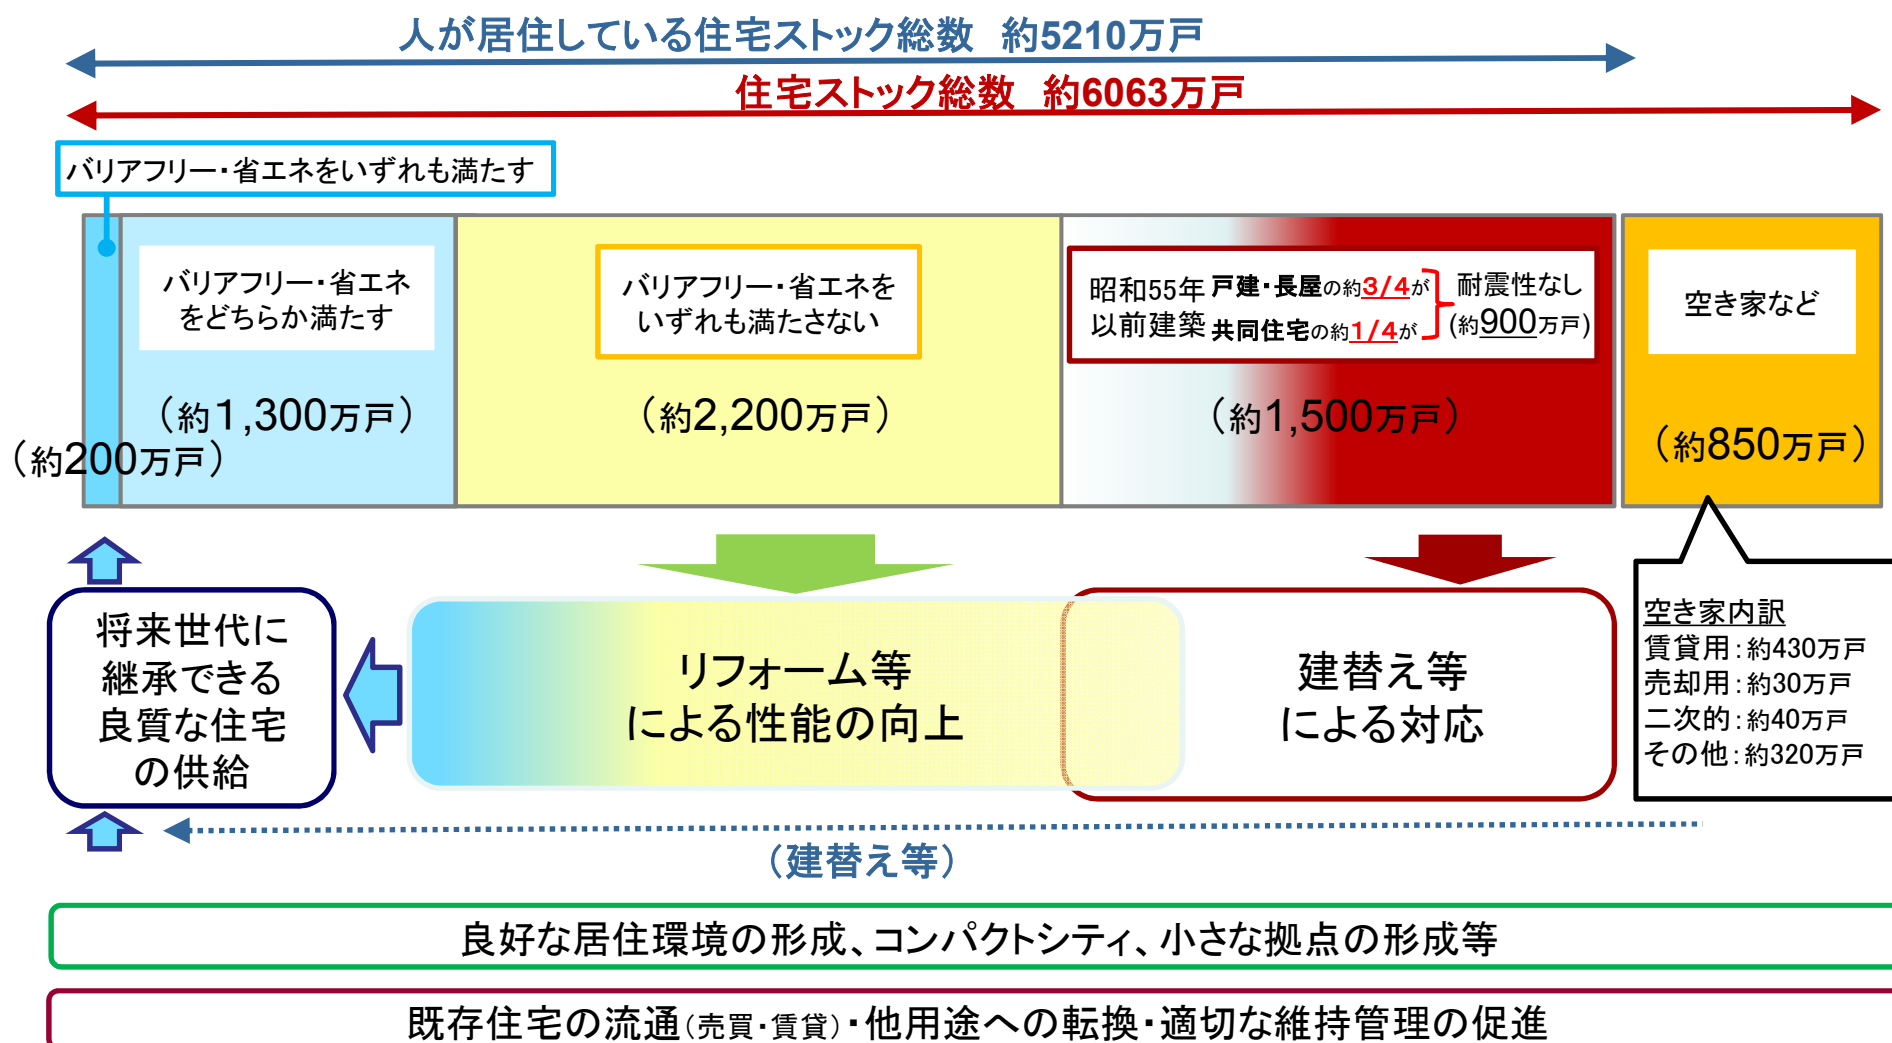 人が居住している住宅ストック総数　約5210万戸
住宅ストック総数　約6063万戸
バリアフリー・省エネをいずれも満たす
バリアフリー・省エネ
をどちらか満たす
（約1,300万戸）
（約200万戸）
バリアフリー・省エネを
いずれも満たさない
（約2,200万戸）
昭和55年
以前建築
戸建・長屋の約3/4が
共同住宅の約1/4が
耐震性なし
(約900万戸)
（約1,500万戸）
空き家など
（約850万戸）
将来世代に
継承できる
良質な住宅
の供給
リフォーム等
による性能の向上
建替え等
による対応
空き家内訳
賃貸用：約430万戸
売却用：約30万戸
二次的：約40万戸
その他：約320万戸
（建替え等）
良好な居住環境の形成、コンパクトシティ、小さな拠点の形成等
既存住宅の流通（売買・賃貸）・他用途への転換・適切な維持管理の促進